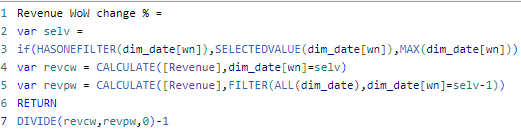 1 Revenue WoW change % =
2 var selv =
3 if(HASONEFILTER(dim_date[wn]),SELECTEDVALUE(dim_date[wn]),MAX(dim_date[wn]))
4 var revcw = CALCULATE([Revenue],dim_date[wn]=selv)
5 var revpw = CALCULATE([Revenue],FILTER(ALL(dim_date),dim_date[wn]=selv-1))
6 RETURN
7 DIVIDE(revcw,revpw,0)-1